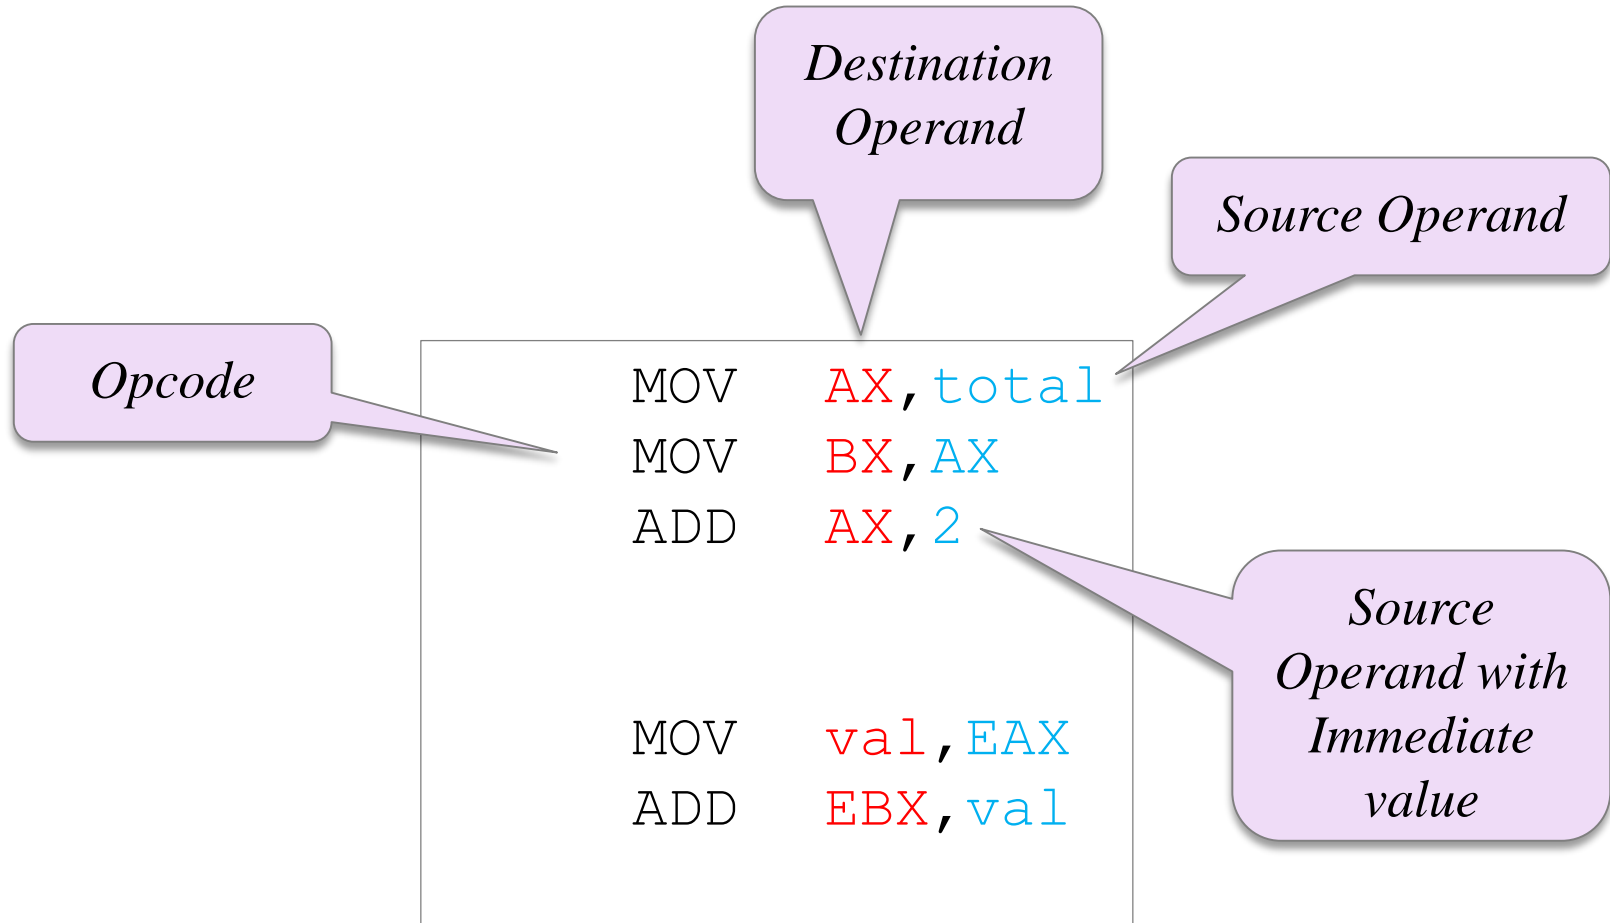 Destination
Operand
Source Operand
Opcode
MOV AX,total
MOV BX,AX
ADD AX,2
Source
Operand with
Immediate
value
MOV val,EAX
ADD EBX,val